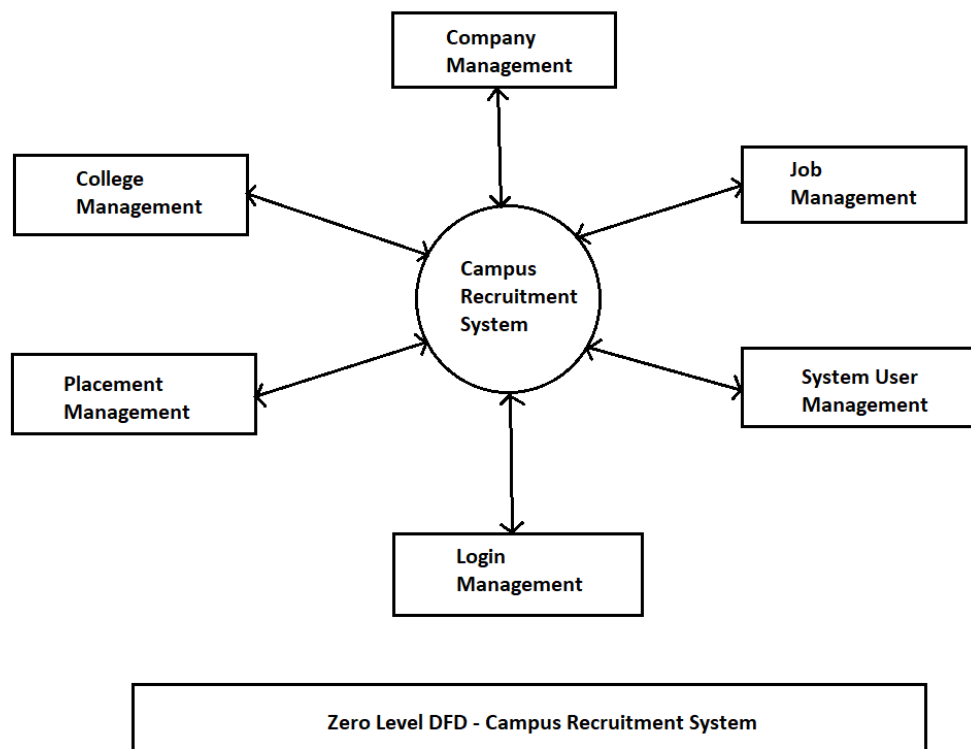 Company
Management
College
Management
Job
Management
Campus
Recruitment
System
Placement
Management
System User
Management
Login
Management
Zero Level DFD - Campus Recruitment System